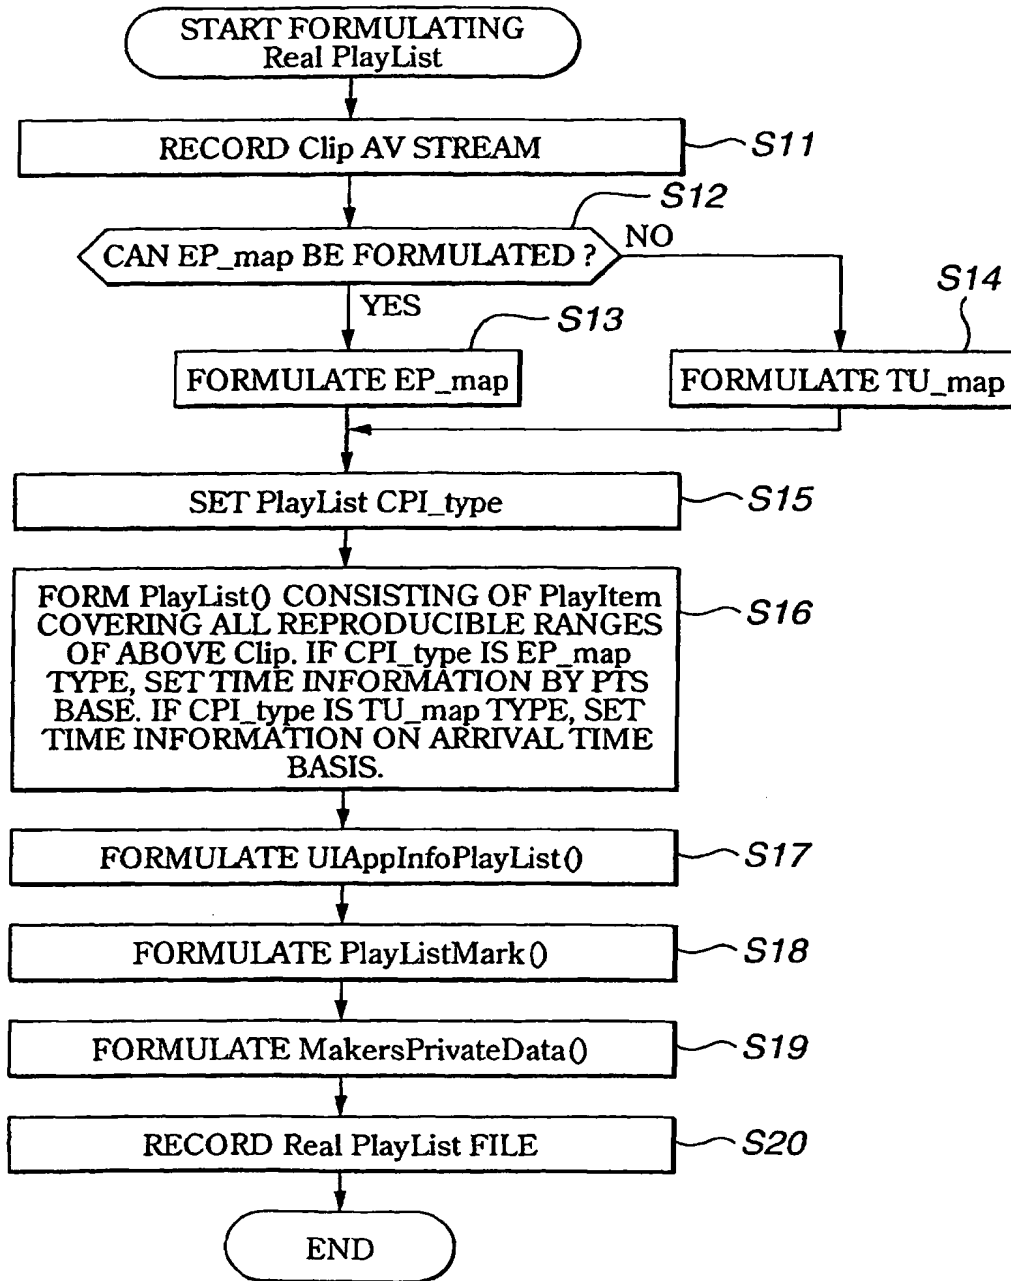 START FORMULATING
Real PlayList
RECORD Clip AV STREAM
S11
S12
CAN EP_map BE FORMULATED ?
NO
YES
S13
S14
FORMULATE EP_map
FORMULATE TU_map
SET PlayList CPI_type
S15
FORM PlayList() CONSISTING OF PlayItem
COVERING ALL REPRODUCIBLE RANGES
OF ABOVE Clip. IF CPI_type IS EP_map
TYPE, SET TIME INFORMATION BY PTS
BASE. IF CPI_type IS TU_map TYPE, SET
TIME INFORMATION ON ARRIVAL TIME
BASIS.
S16
FORMULATE UIAppInfoPlayList()
S17
FORMULATE PlayListMark()
S18
FORMULATE MakersPrivateData()
S19
RECORD Real PlayList FILE
S20
END